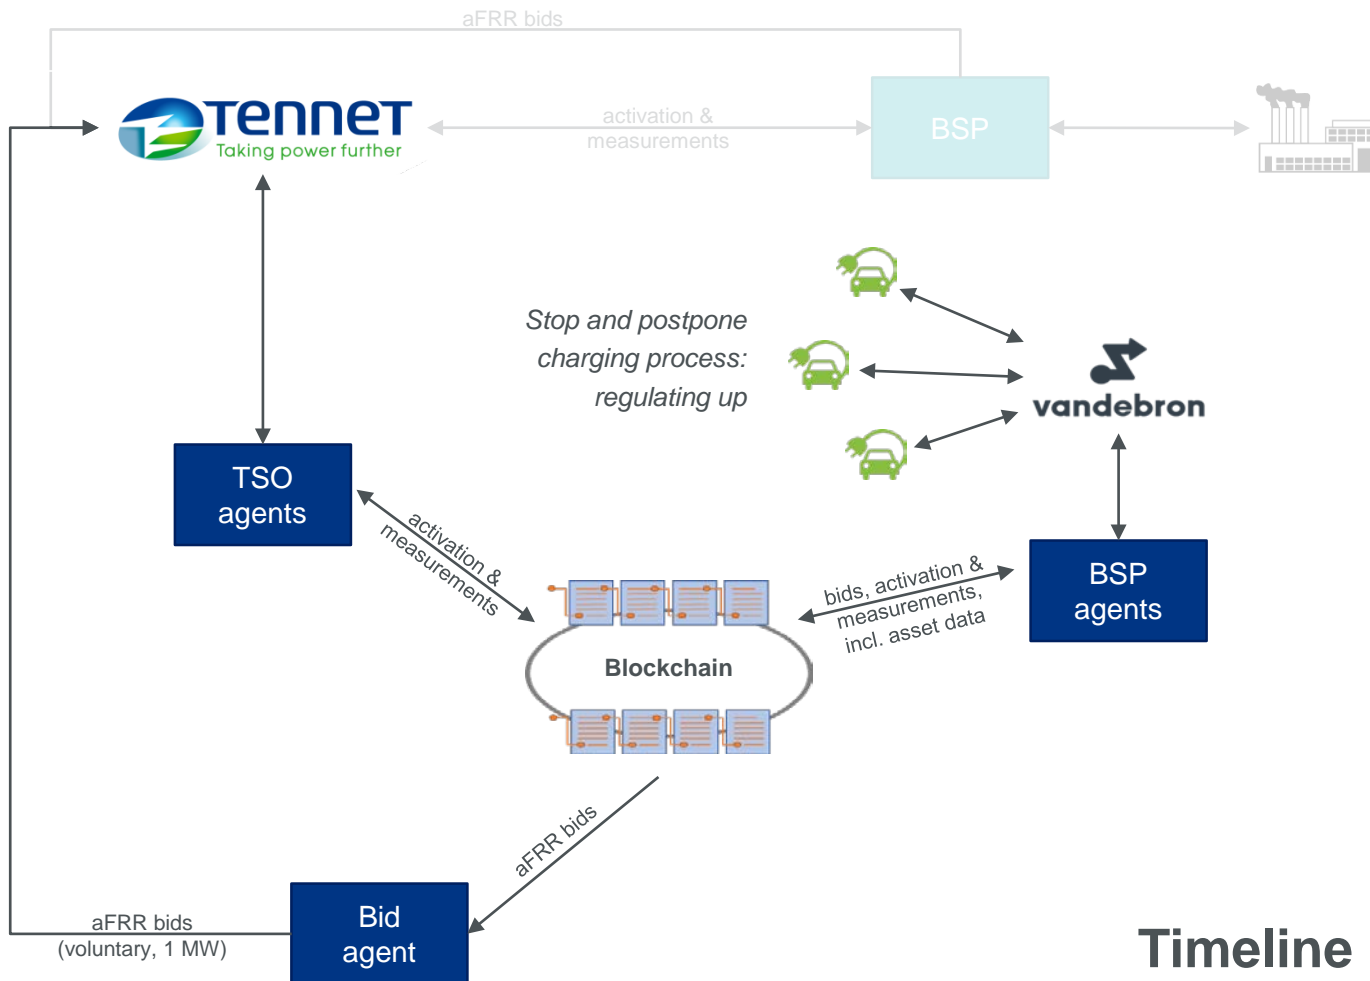 aFRR bids
TenneT
Taking power further
activation &
measurements
BSP
Stop and postpone
charging process:
regulating up
vandebron
TSO
agents
activation &
measurements
bids, activation &
measurements,
incl. asset data
BSP
agents
Blockchain
aFRR bids
aFRR bids
(voluntary, 1 MW)
Bid
agent
Timeline